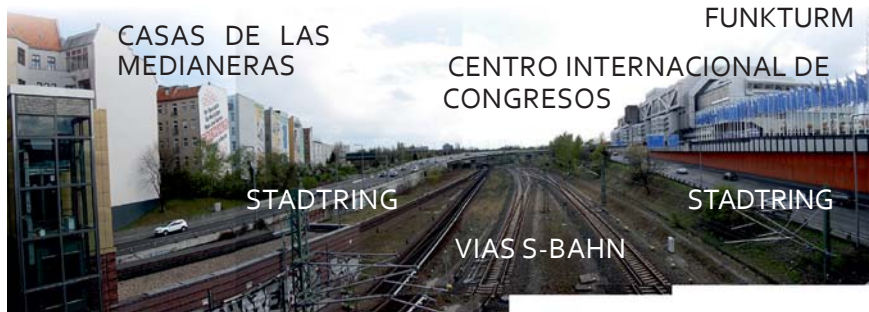 FUNKTURM
CASAS DE LAS
MEDIANERAS
CENTRO INTERNACIONAL DE
CONGRESOS
STADTRING
STADTRING
VIAS S-BAHN